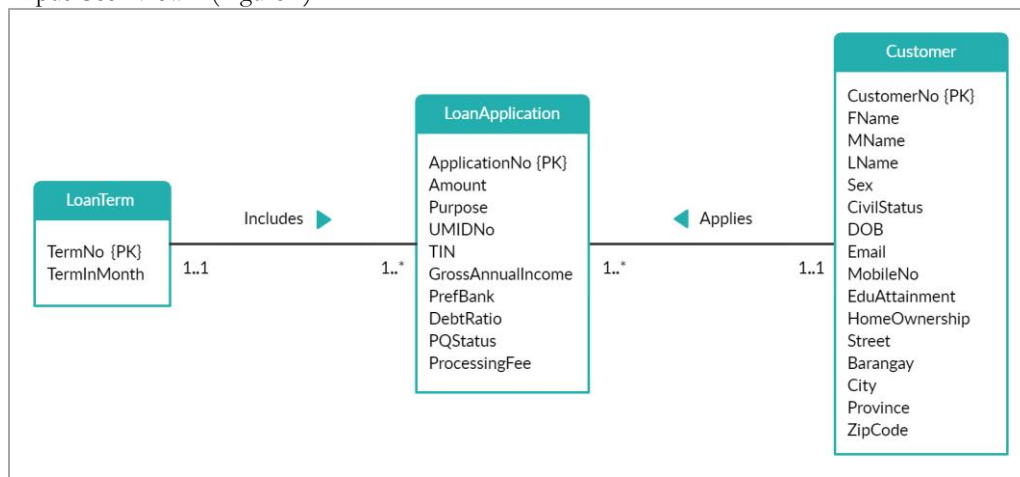 Customer
CustomerNo {PK}
FName
MName
LName
Sex
CivilStatus
DOB
Email
MobileNo
EduAttainment
HomeOwnership
Street
Barangay
City
Province
ZipCode
LoanApplication
ApplicationNo {PK}
Amount
Purpose
UMIDNo
TIN
GrossAnnualIncome
PrefBank
DebtRatio
PQStatus
ProcessingFee
LoanTerm
TermNo {PK}
TermInMonth
Includes
1..1
1..*
Applies
1..*
1..1